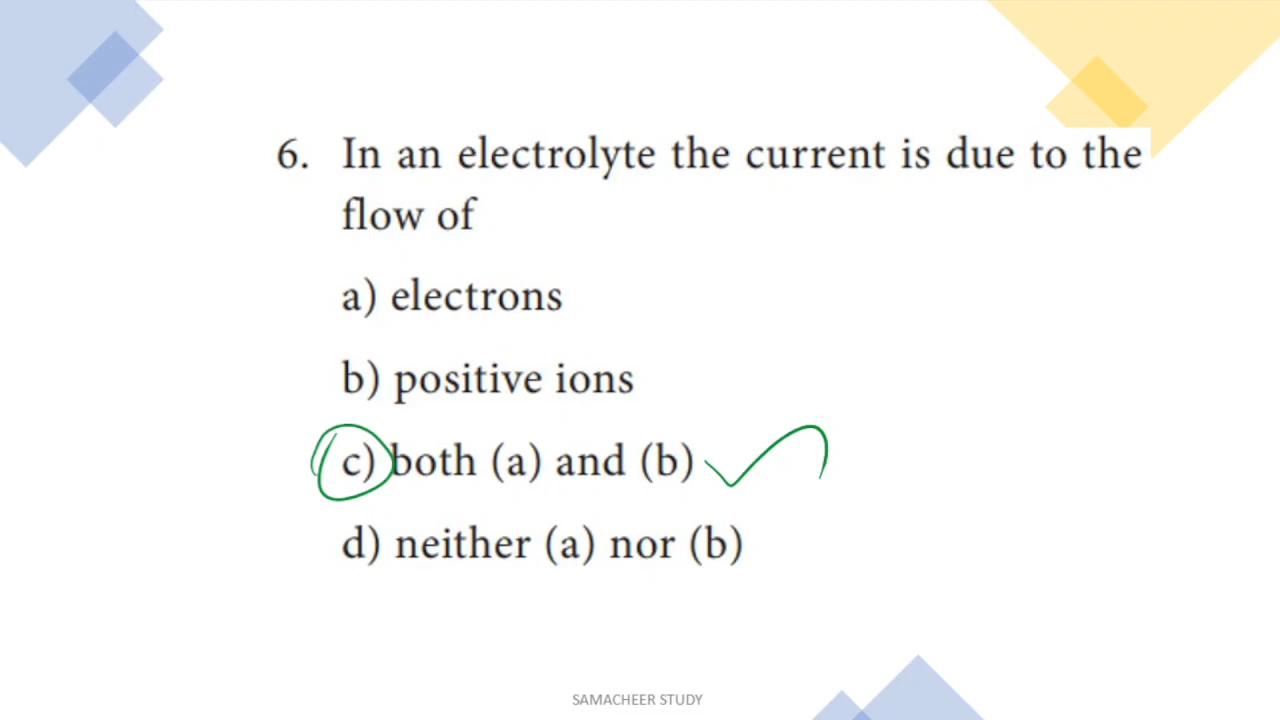 6. In an electrolyte the current is due to the
flow of
a) electrons
b) positive ions
c) both (a) and (b)
d) neither (a) nor (b)
SAMACHEER STUDY